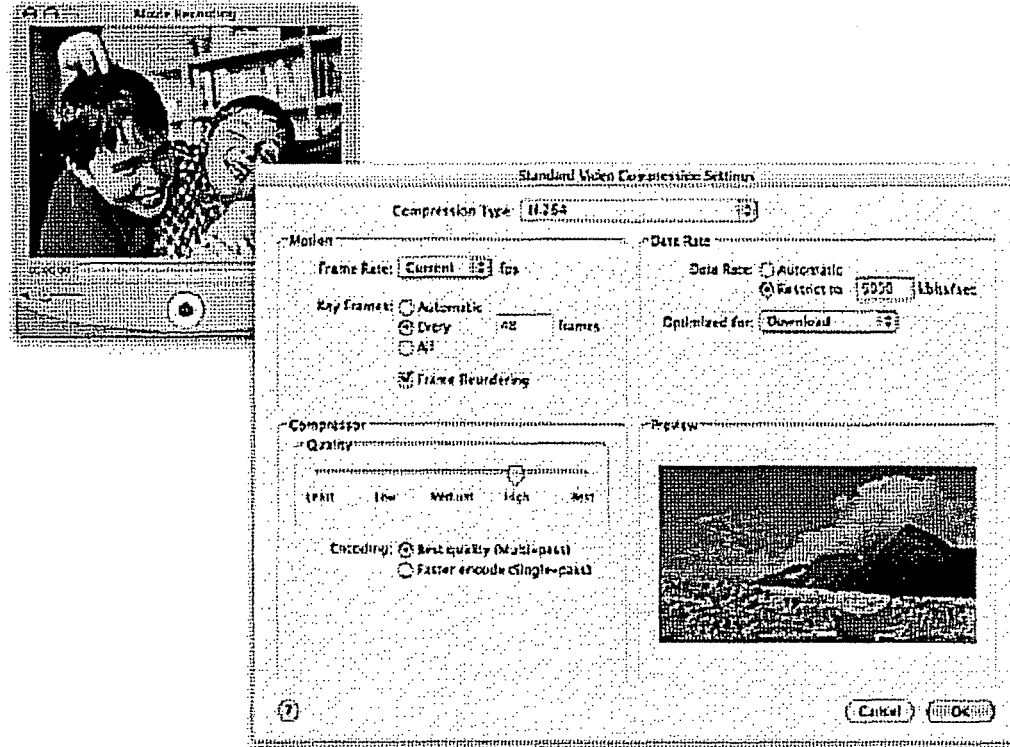 Movie Recording
Standard Video Compression Settings
Compression Type: H.264
Motion
Frame Rate: Current fps
Key Frames: Automatic
Every 48 frames
All
Frame Reordering
Data Rate
Data Rate: Automatic
Restrict to kbits/sec
Optimized for: Download
Compressor
Quality
Least Low Medium High Best
Encoding: Best quality (Multi-pass)
Faster encode (Single-pass)
Preview
?
Cancel OK